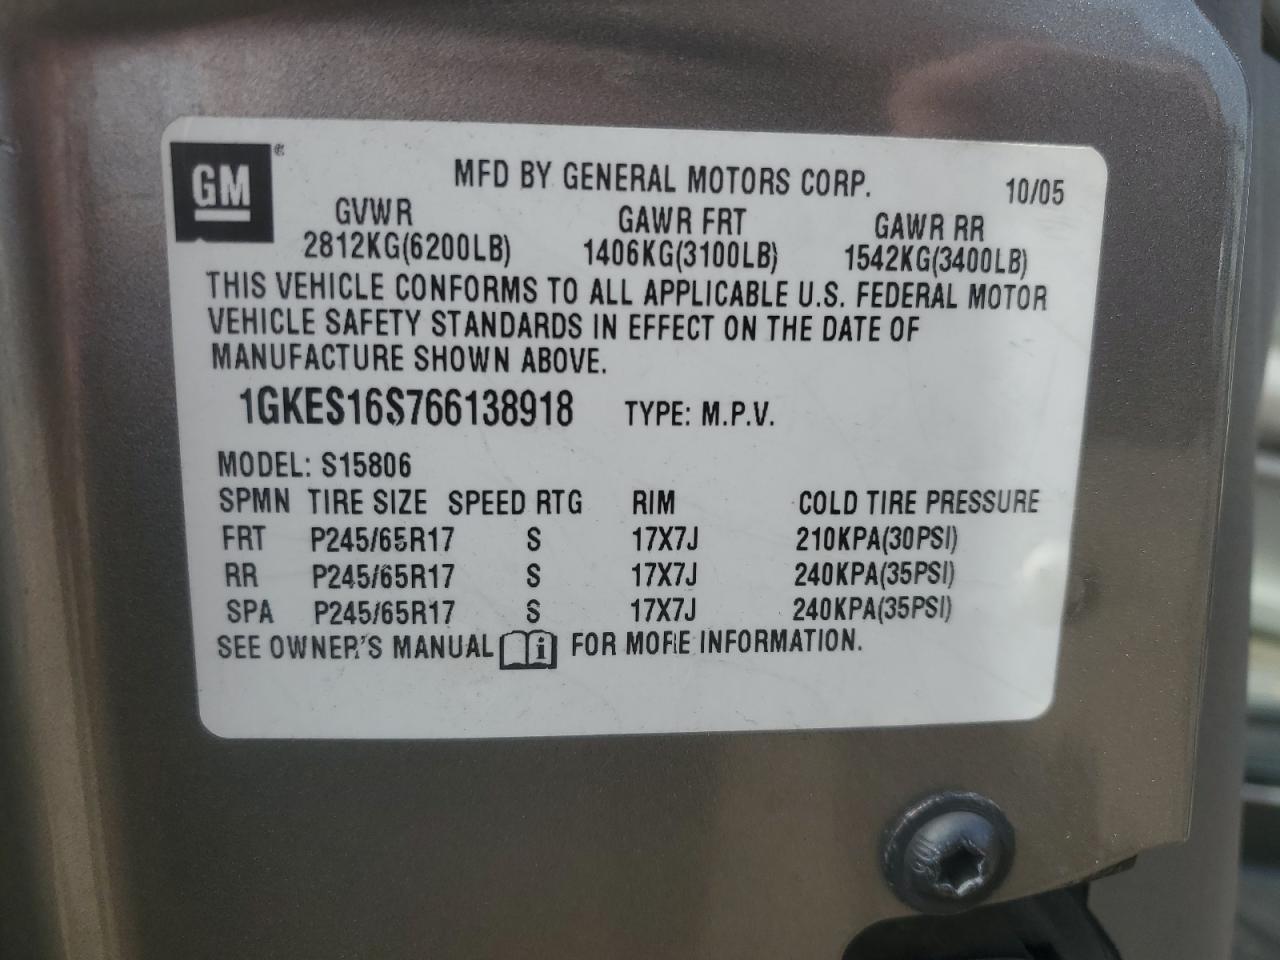 GM®
MFD BY GENERAL MOTORS CORP. 10/05
GVWR GAWR FRT GAWR RR
2812KG(6200LB) 1406KG(3100LB) 1542KG(3400LB)
THIS VEHICLE CONFORMS TO ALL APPLICABLE U.S. FEDERAL MOTOR
VEHICLE SAFETY STANDARDS IN EFFECT ON THE DATE OF
MANUFACTURE SHOWN ABOVE.
1GKES16S766138918 TYPE: M.P.V.
MODEL: S15806
SPMN TIRE SIZE SPEED RTG RIM COLD TIRE PRESSURE
FRT P245/65R17 S 17X7J 210KPA(30PSI)
RR P245/65R17 S 17X7J 240KPA(35PSI)
SPA P245/65R17 S 17X7J 240KPA(35PSI)
SEE OWNER'S MANUAL i FOR MORE INFORMATION.